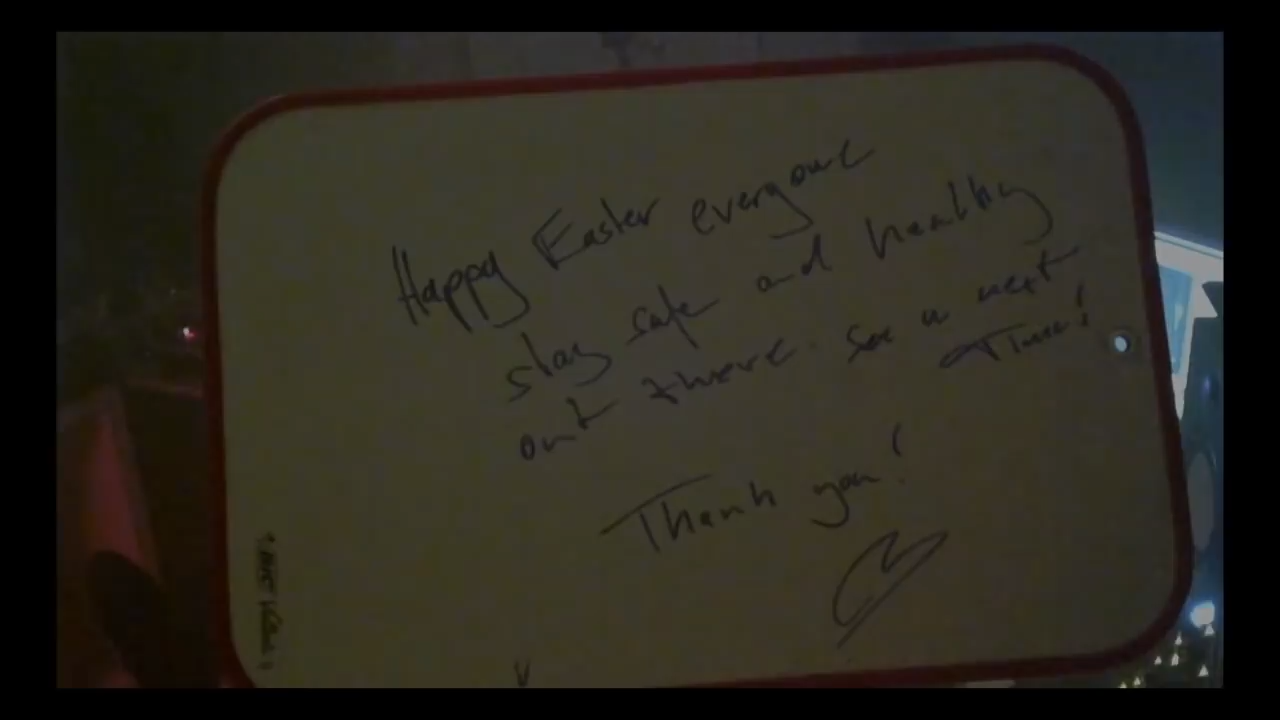 Happy Easter everyone
stay safe and healthy
out there. See u next
Time!
Thank you!